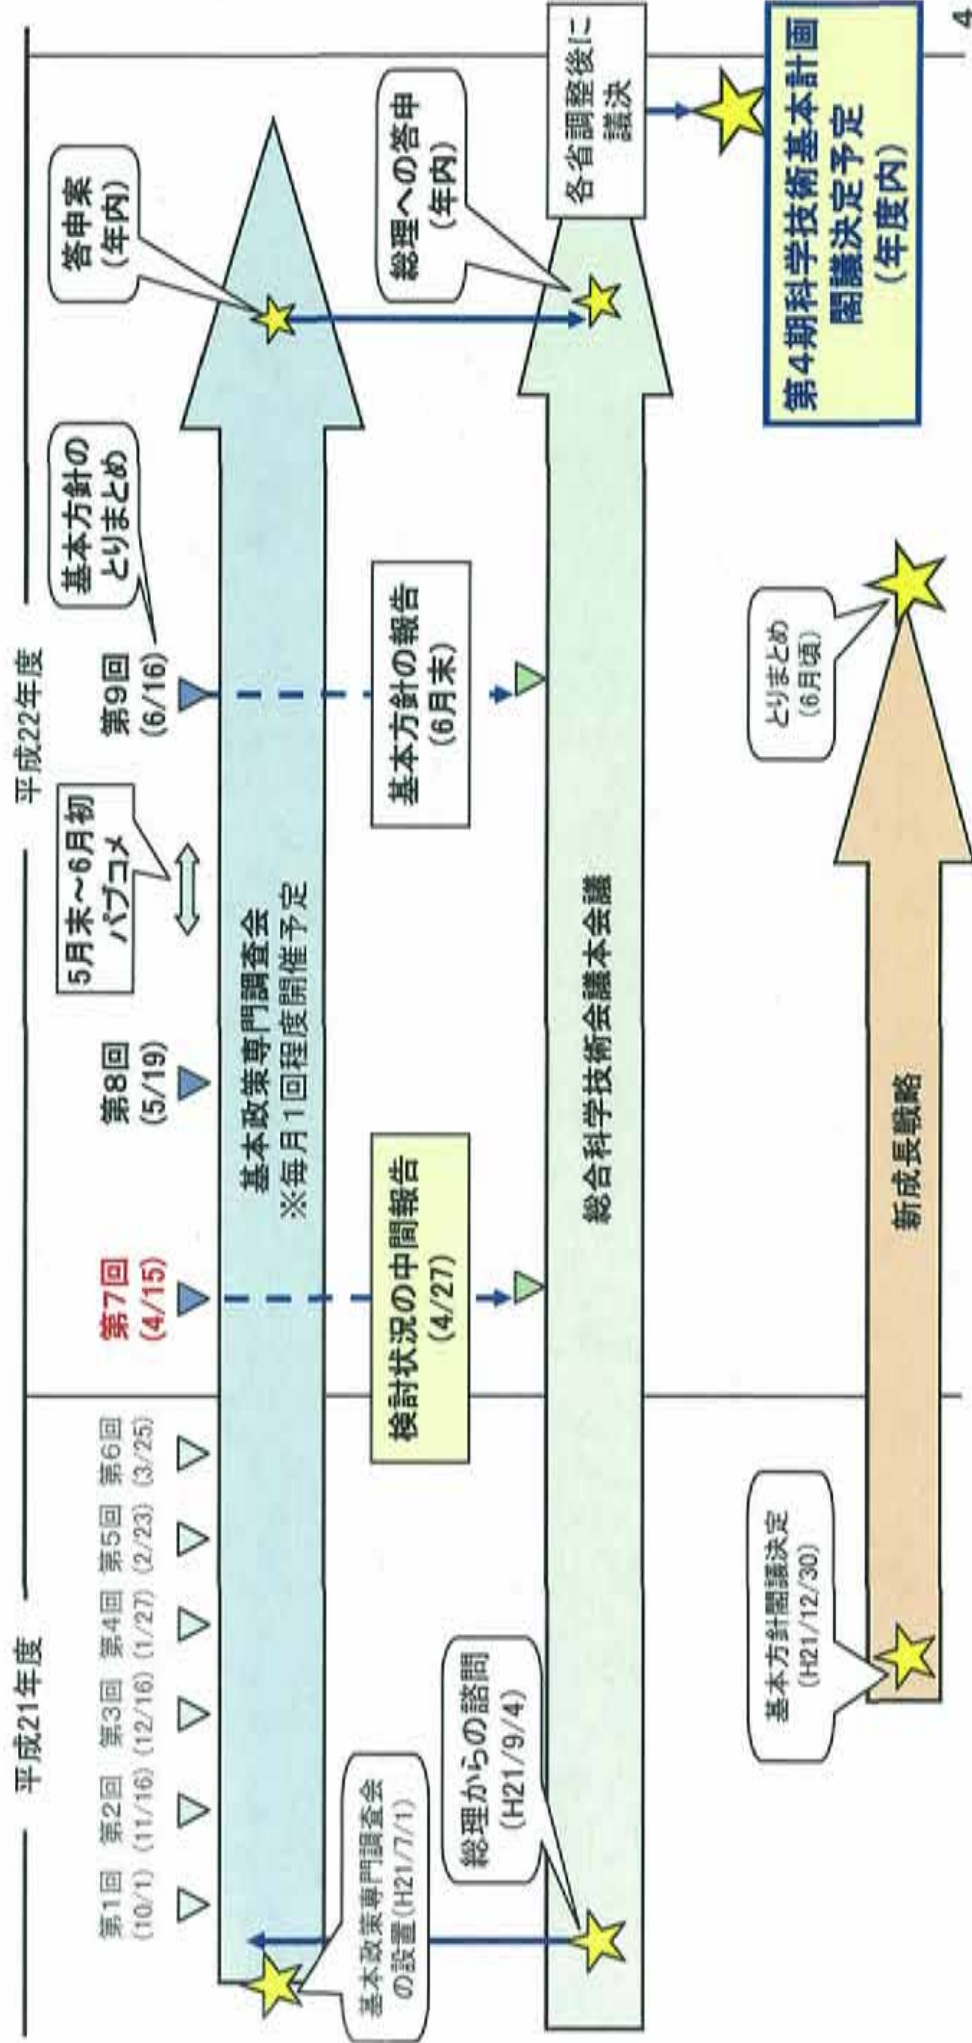 平成21年度
平成22年度
第1回
(10/1)
第2回
(11/16)
第3回
(12/16)
第4回
(1/27)
第5回
(2/23)
第6回
(3/25)
第7回
(4/15)
第8回
(5/19)
5月末～6月初
パブコメ
第9回
(6/16)
基本方針の
とりまとめ
答申案
(年内)
基本政策専門調査会
※毎月1回程度開催予定
基本政策専門調査会
の設置(H21/7/1)
検討状況の中間報告
(4/27)
基本方針の報告
(6月末)
総理への答申
(年内)
総理からの諮問
(H21/9/4)
総合科学技術会議本会議
各省調整後に
議決
基本方針閣議決定
(H21/12/30)
新成長戦略
とりまとめ
(6月頃)
第4期科学技術基本計画
閣議決定予定
(年度内)
4